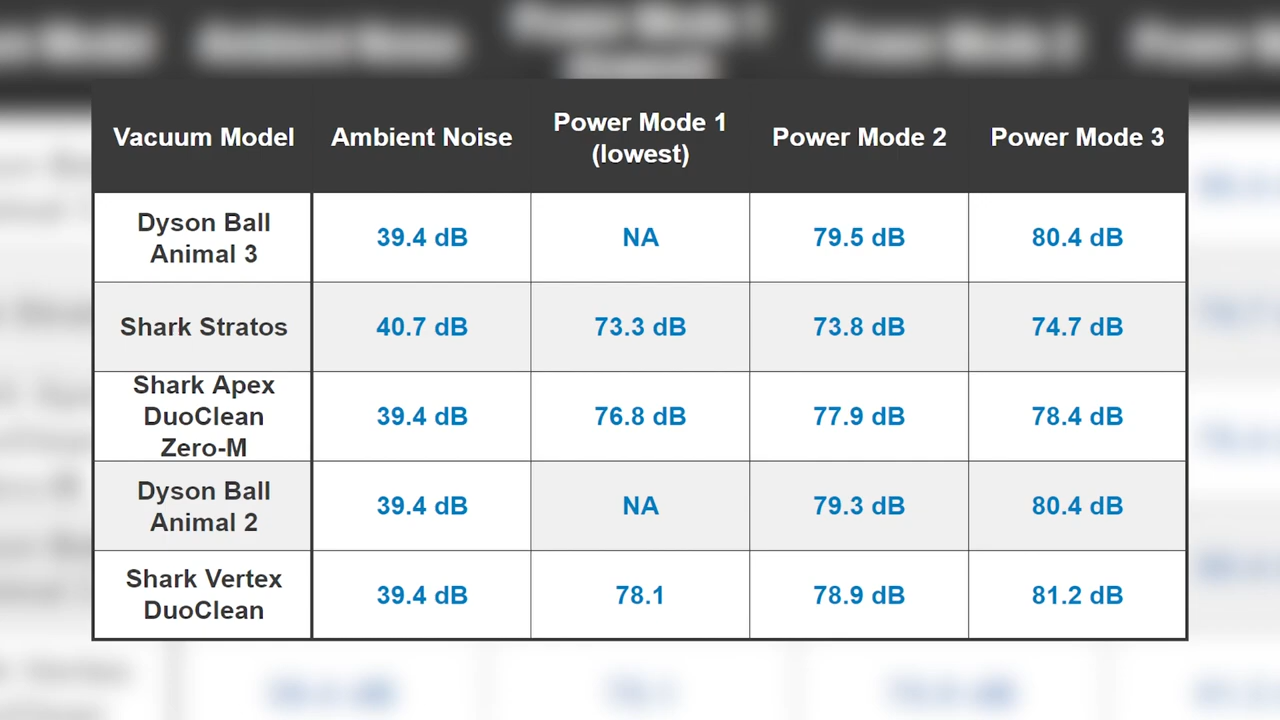 Vacuum Model
Ambient Noise
Power Mode 1
(lowest)
Power Mode 2
Power Mode 3
Dyson Ball
Animal 3
39.4 dB
NA
79.5 dB
80.4 dB
Shark Stratos
40.7 dB
73.3 dB
73.8 dB
74.7 dB
Shark Apex
DuoClean
Zero-M
39.4 dB
76.8 dB
77.9 dB
78.4 dB
Dyson Ball
Animal 2
39.4 dB
NA
79.3 dB
80.4 dB
Shark Vertex
DuoClean
39.4 dB
78.1
78.9 dB
81.2 dB